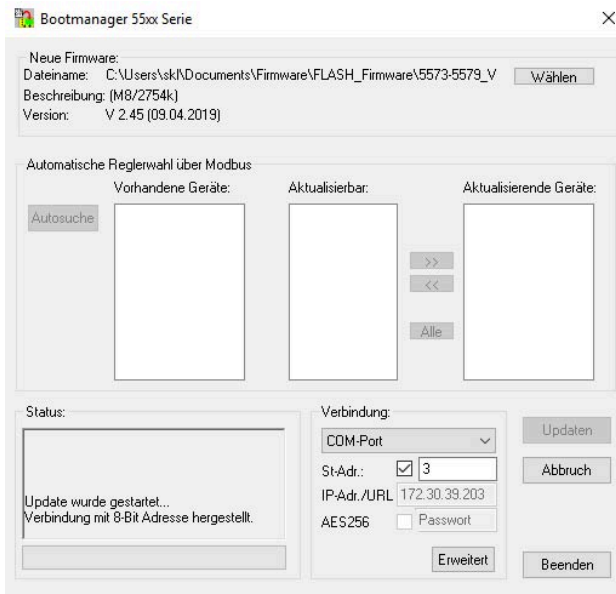 Bootmanager 55xx Serie
Neue Firmware:
Dateiname: C:\Users\skl\Documents\Firmware\FLASH_Firmware\5573-5579_V Wählen
Beschreibung: (M8/2754k)
Version: V 2.45 (09.04.2019)
Automatische Reglerwahl über Modbus
Vorhandene Geräte: Aktualisierbar: Aktualisierende Geräte:
Autosuche
>>
<<
Alle
Status: Verbindung:
COM-Port Updaten
St-Adr.: 3 Abbruch
IP-Adr./URL 172.30.39.203
Update wurde gestartet...
Verbindung mit 8-Bit Adresse hergestellt.
AES256 Passwort
Erweitert Beenden